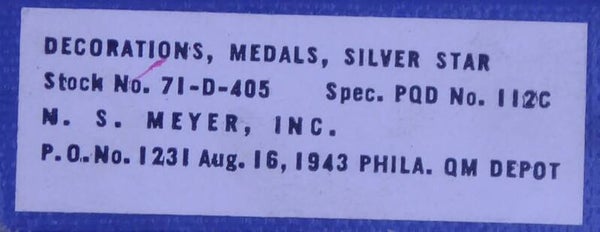 DECORATIONS, MEDALS, SILVER STAR
Stock No. 71-D-405 Spec. PQD No. 112C
N. S. MEYER, INC.
P.O. No. 1231 Aug. 16, 1943 PHILA. QM DEPOT